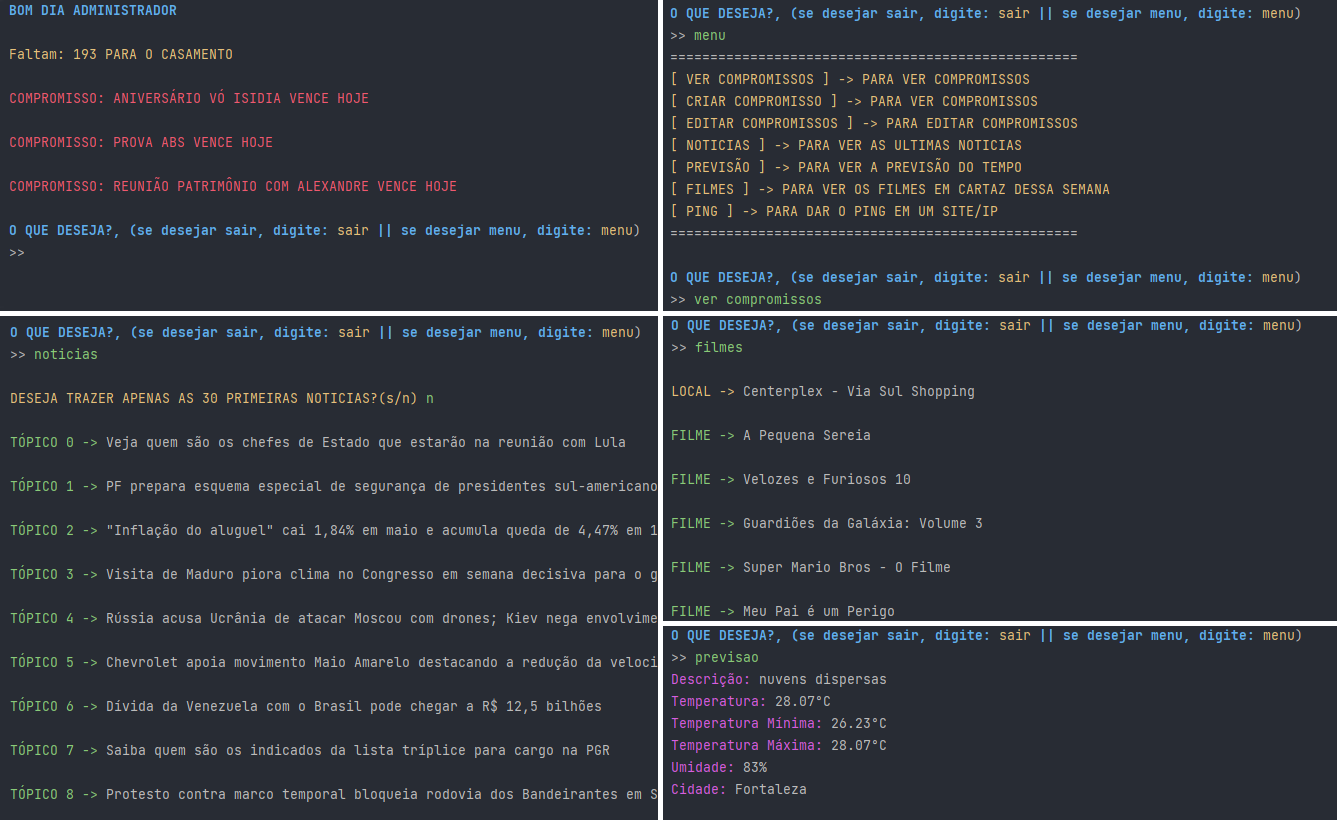 BOM DIA ADMINISTRADOR
Faltam: 193 PARA O CASAMENTO
COMPROMISSO: ANIVERSÁRIO VÓ ISIDIA VENCE HOJE
COMPROMISSO: PROVA ABS VENCE HOJE
COMPROMISSO: REUNIÃO PATRIMÔNIO COM ALEXANDRE VENCE HOJE
O QUE DESEJA?, (se desejar sair, digite: sair || se desejar menu, digite: menu)
>>
O QUE DESEJA?, (se desejar sair, digite: sair || se desejar menu, digite: menu)
>> menu
===================================================
[ VER COMPROMISSOS ] -> PARA VER COMPROMISSOS
[ CRIAR COMPROMISSO ] -> PARA VER COMPROMISSOS
[ EDITAR COMPROMISSOS ] -> PARA EDITAR COMPROMISSOS
[ NOTICIAS ] -> PARA VER AS ULTIMAS NOTICIAS
[ PREVISÃO ] -> PARA VER A PREVISÃO DO TEMPO
[ FILMES ] -> PARA VER OS FILMES EM CARTAZ DESSA SEMANA
[ PING ] -> PARA DAR O PING EM UM SITE/IP
===================================================
O QUE DESEJA?, (se desejar sair, digite: sair || se desejar menu, digite: menu)
>> ver compromissos
O QUE DESEJA?, (se desejar sair, digite: sair || se desejar menu, digite: menu)
>> noticias
DESEJA TRAZER APENAS AS 30 PRIMEIRAS NOTICIAS?(s/n) n
TÓPICO 0 -> Veja quem são os chefes de Estado que estarão na reunião com Lula
TÓPICO 1 -> PF prepara esquema especial de segurança de presidentes sul-americano
TÓPICO 2 -> "Inflação do aluguel" cai 1,84% em maio e acumula queda de 4,47% em 1
TÓPICO 3 -> Visita de Maduro piora clima no Congresso em semana decisiva para o g
TÓPICO 4 -> Rússia acusa Ucrânia de atacar Moscou com drones; Kiev nega envolvime
TÓPICO 5 -> Chevrolet apoia movimento Maio Amarelo destacando a redução da veloci
TÓPICO 6 -> Dívida da Venezuela com o Brasil pode chegar a R$ 12,5 bilhões
TÓPICO 7 -> Saiba quem são os indicados da lista tríplice para cargo na PGR
TÓPICO 8 -> Protesto contra marco temporal bloqueia rodovia dos Bandeirantes em S
O QUE DESEJA?, (se desejar sair, digite: sair || se desejar menu, digite: menu)
>> filmes
LOCAL -> Centerplex - Via Sul Shopping
FILME -> A Pequena Sereia
FILME -> Velozes e Furiosos 10
FILME -> Guardiões da Galáxia: Volume 3
FILME -> Super Mario Bros - O Filme
FILME -> Meu Pai é um Perigo
O QUE DESEJA?, (se desejar sair, digite: sair || se desejar menu, digite: menu)
>> previsao
Descrição: nuvens dispersas
Temperatura: 28.07°C
Temperatura Mínima: 26.23°C
Temperatura Máxima: 28.07°C
Umidade: 83%
Cidade: Fortaleza